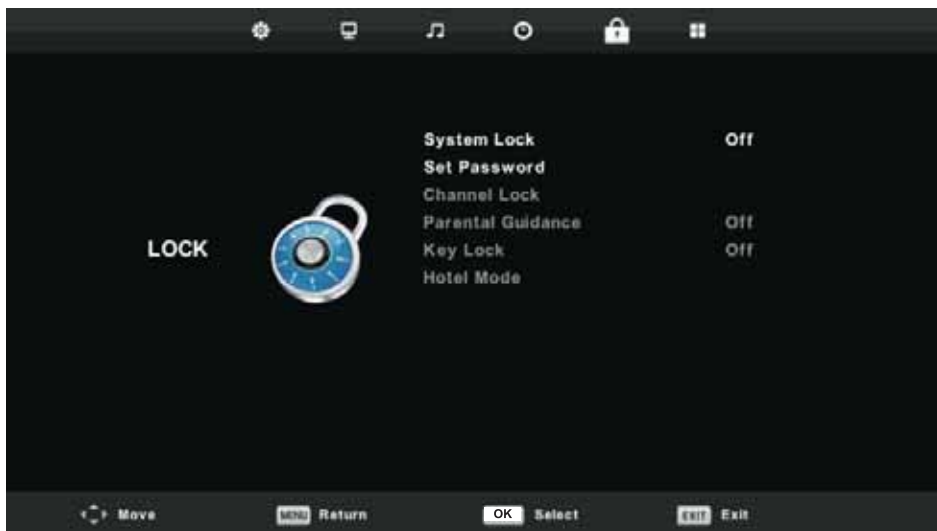 System Lock Off
Set Password
Channel Lock
Parental Guidance Off
Key Lock Off
Hotel Mode
LOCK
Move MENU Return OK Select EXIT Exit